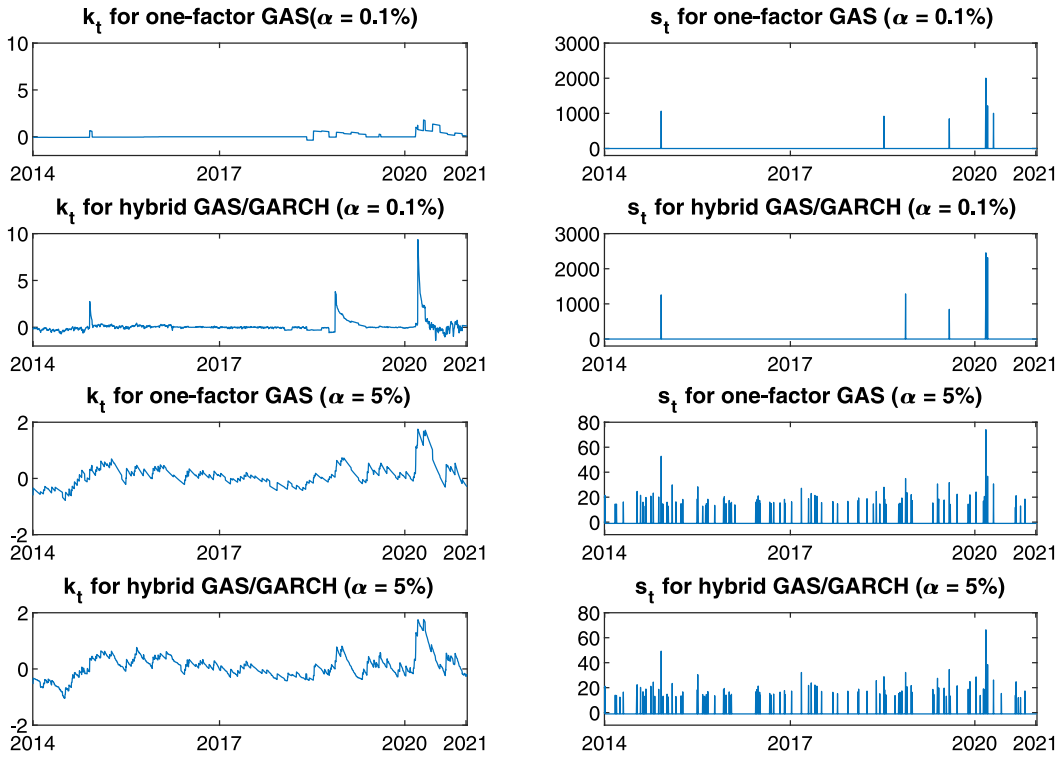 k_t for one-factor GAS(α = 0.1%)
10
5
0
2014 2017 2020 2021
s_t for one-factor GAS (α = 0.1%)
3000
2000
1000
0
2014 2017 2020 2021
k_t for hybrid GAS/GARCH (α = 0.1%)
10
5
0
2014 2017 2020 2021
s_t for hybrid GAS/GARCH (α = 0.1%)
3000
2000
1000
0
2014 2017 2020 2021
k_t for one-factor GAS (α = 5%)
2
0
-2
2014 2017 2020 2021
s_t for one-factor GAS (α = 5%)
80
60
40
20
0
2014 2017 2020 2021
k_t for hybrid GAS/GARCH (α = 5%)
2
0
-2
2014 2017 2020 2021
s_t for hybrid GAS/GARCH (α = 5%)
80
60
40
20
0
2014 2017 2020 2021